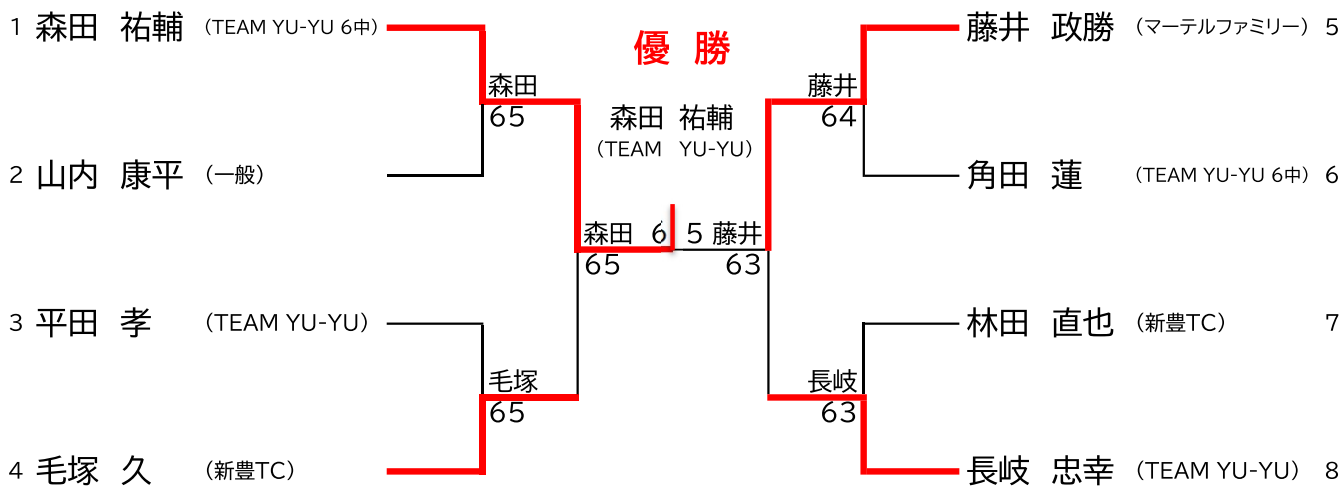 1 森田　祐輔 （TEAM YU-YU 6中）
優 勝
藤井　政勝 （マーテルファミリー） 5
森田
65
藤井
64
森田　祐輔
（TEAM　YU-YU）
2 山内　康平 （一般）
角田　蓮 （TEAM YU-YU 6中） 6
森田 6
65
5 藤井
63
3 平田　孝 （TEAM YU-YU）
林田　直也 （新豊TC） 7
毛塚
65
長岐
63
4 毛塚　久 （新豊TC）
長岐　忠幸 （TEAM YU-YU） 8